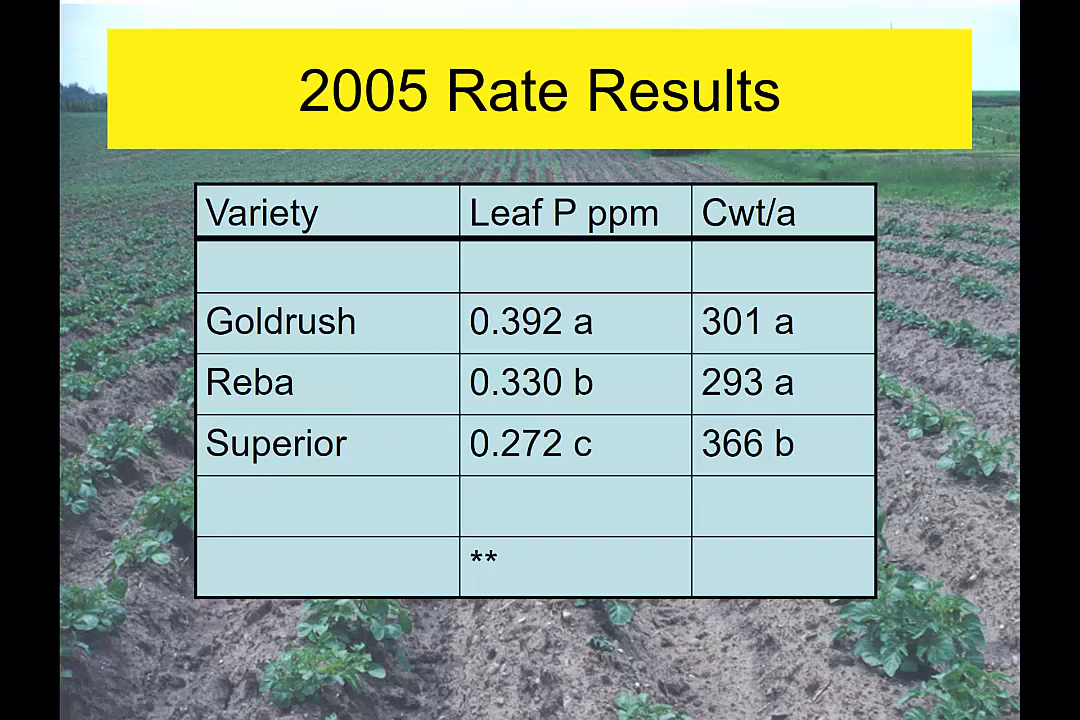 2005 Rate Results
Variety Leaf P ppm Cwt/a
Goldrush 0.392 a 301 a
Reba 0.330 b 293 a
Superior 0.272 c 366 b
**